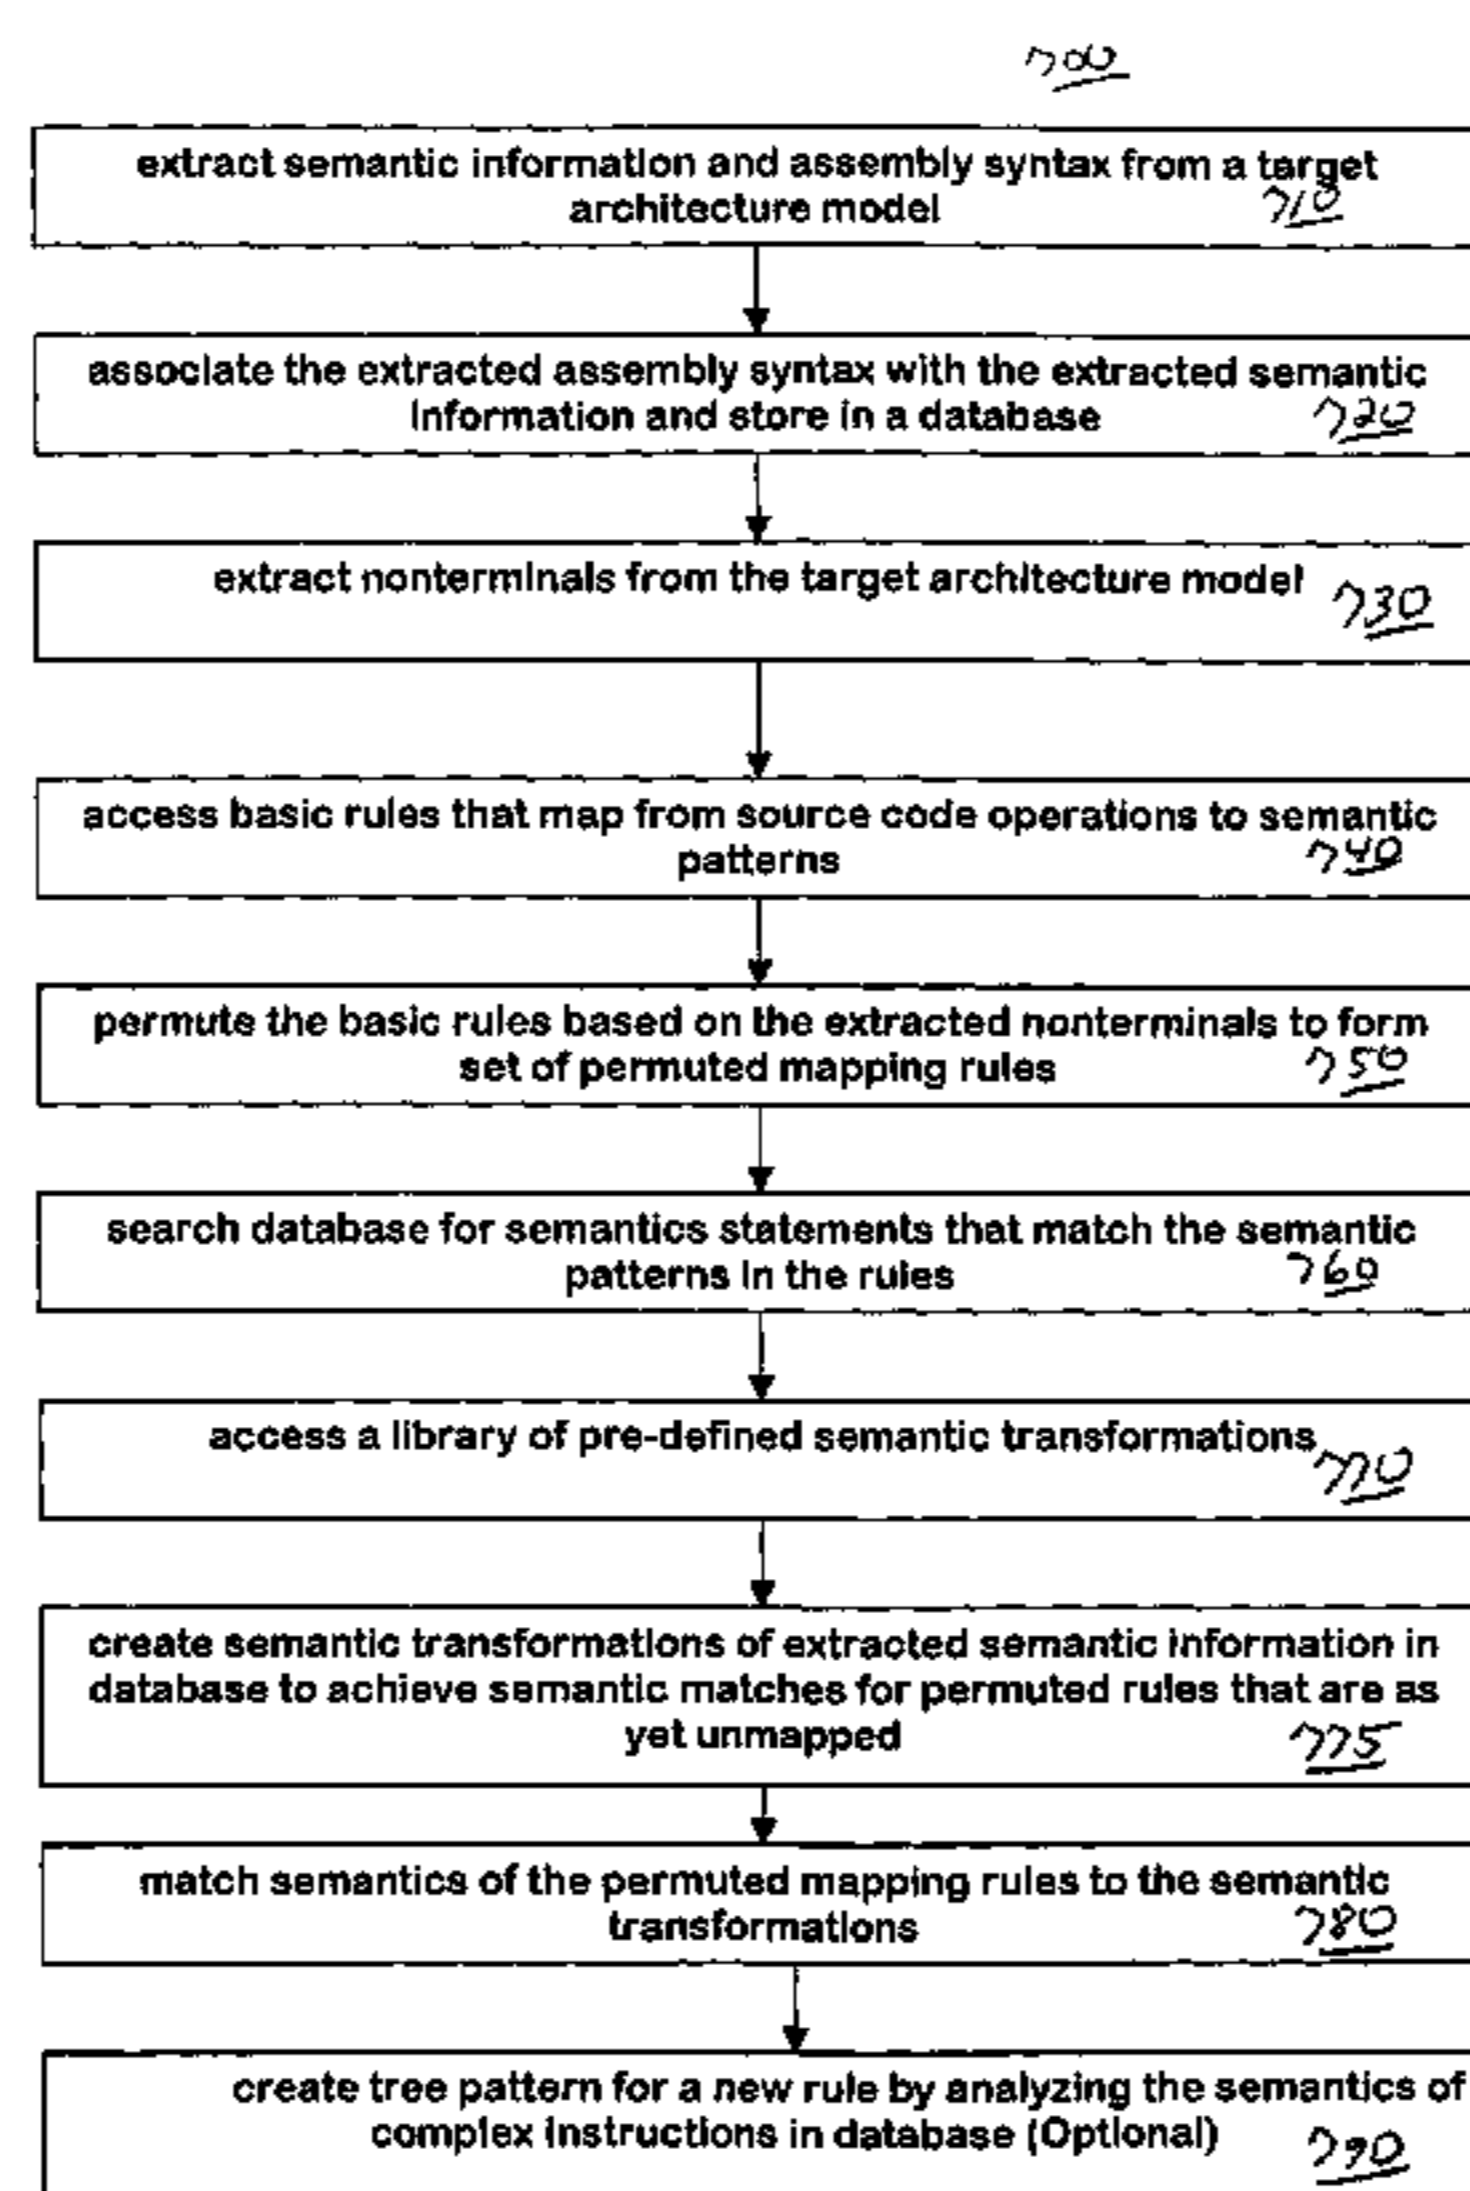 700
extract semantic information and assembly syntax from a target
architecture model
710
associate the extracted assembly syntax with the extracted semantic
information and store in a database
720
extract nonterminals from the target architecture model
730
access basic rules that map from source code operations to semantic
patterns
740
permute the basic rules based on the extracted nonterminals to form
set of permuted mapping rules
750
search database for semantics statements that match the semantic
patterns in the rules
760
access a library of pre-defined semantic transformations
770
create semantic transformations of extracted semantic information in
database to achieve semantic matches for permuted rules that are as
yet unmapped
775
match semantics of the permuted mapping rules to the semantic
transformations
780
create tree pattern for a new rule by analyzing the semantics of
complex instructions in database (Optional)
790